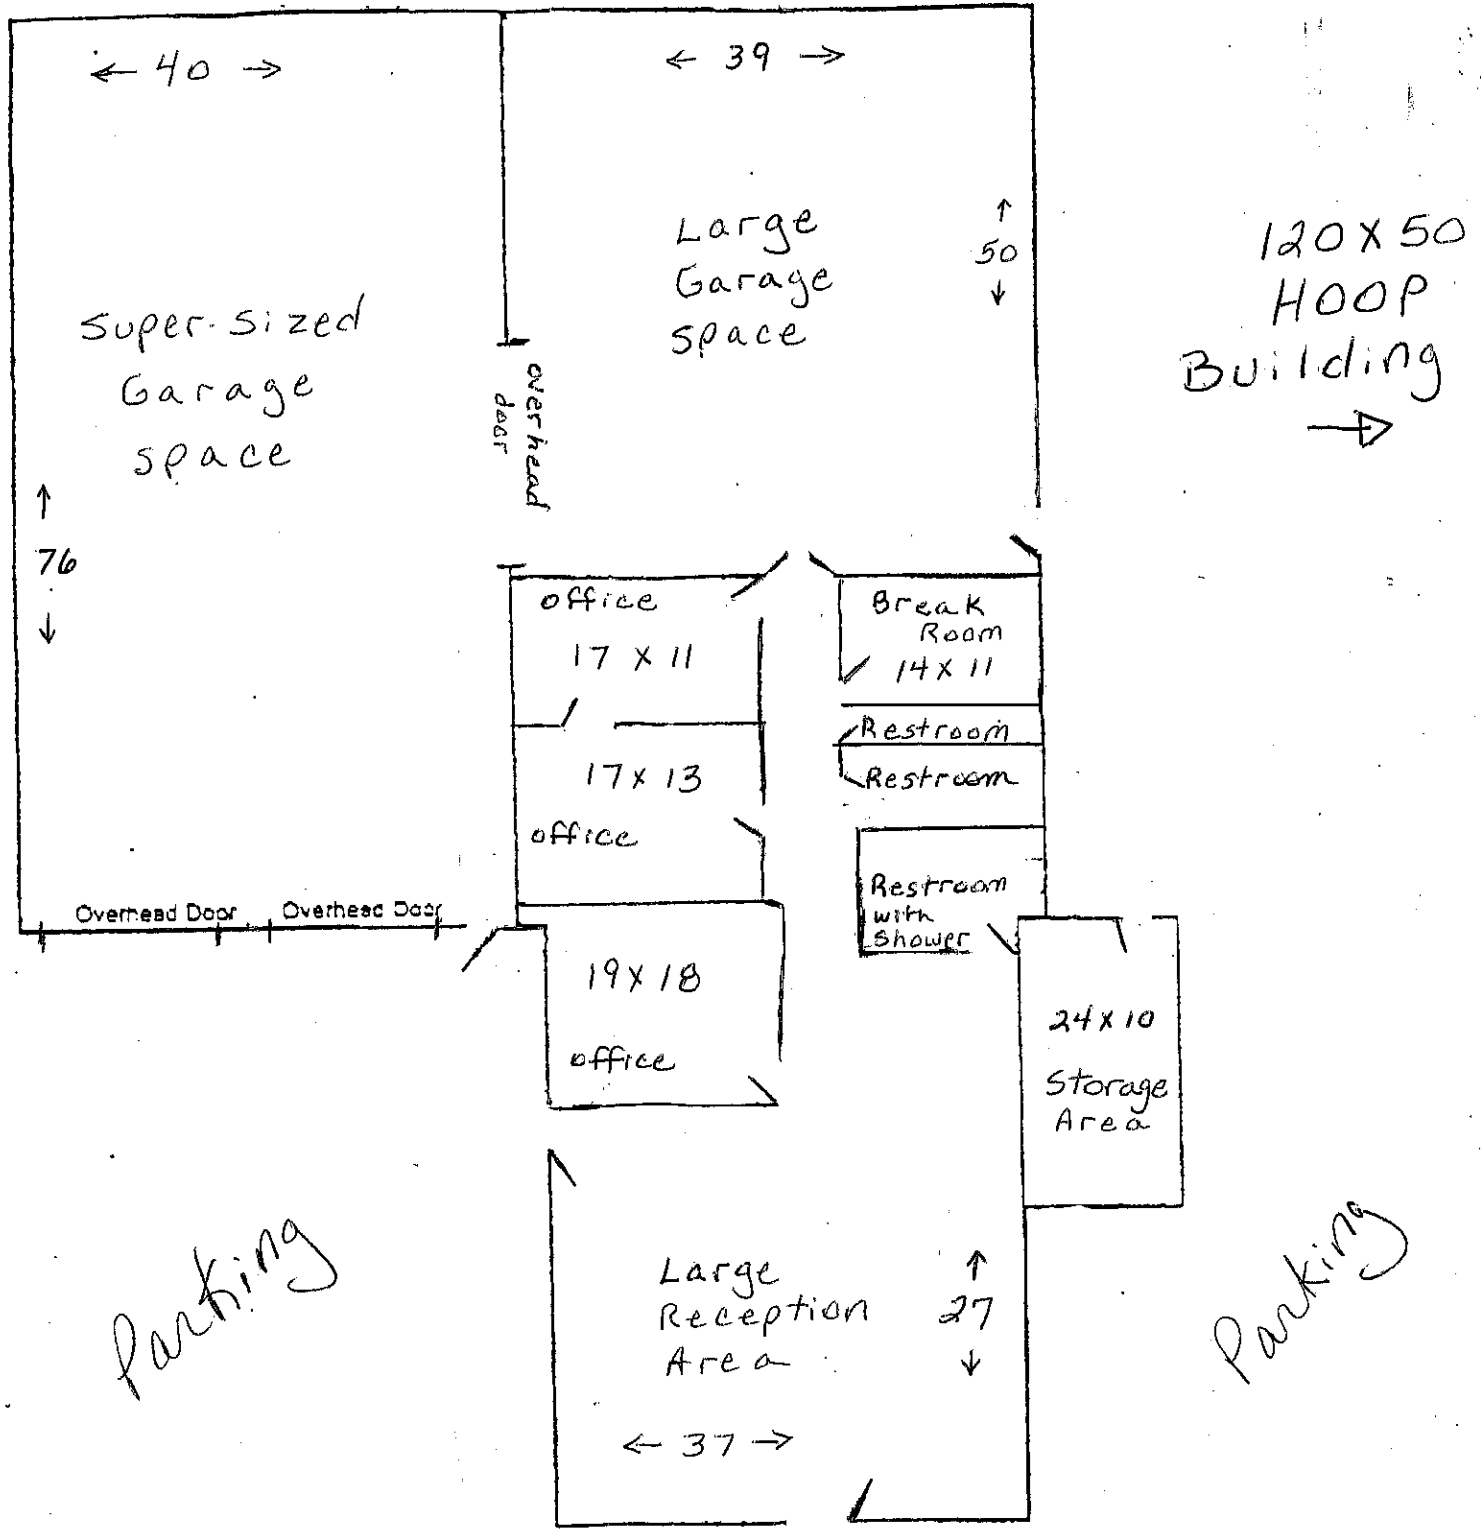 ← 40 →
← 39 →
Super-Sized
Garage
space
↑
76
↓
Large
Garage
space
↑
50
↓
120 X 50
HOOP
Building
→
overhead
door
office
17 X 11
Break
Room
14 X 11
Restroom
Restroom
17 X 13
office
Restroom
with
shower
Overhead Door
Overhead Door
19 X 18
office
24 X 10
Storage
Area
Large
Reception
Area
↑
27
↓
← 37 →
Parking
Parking